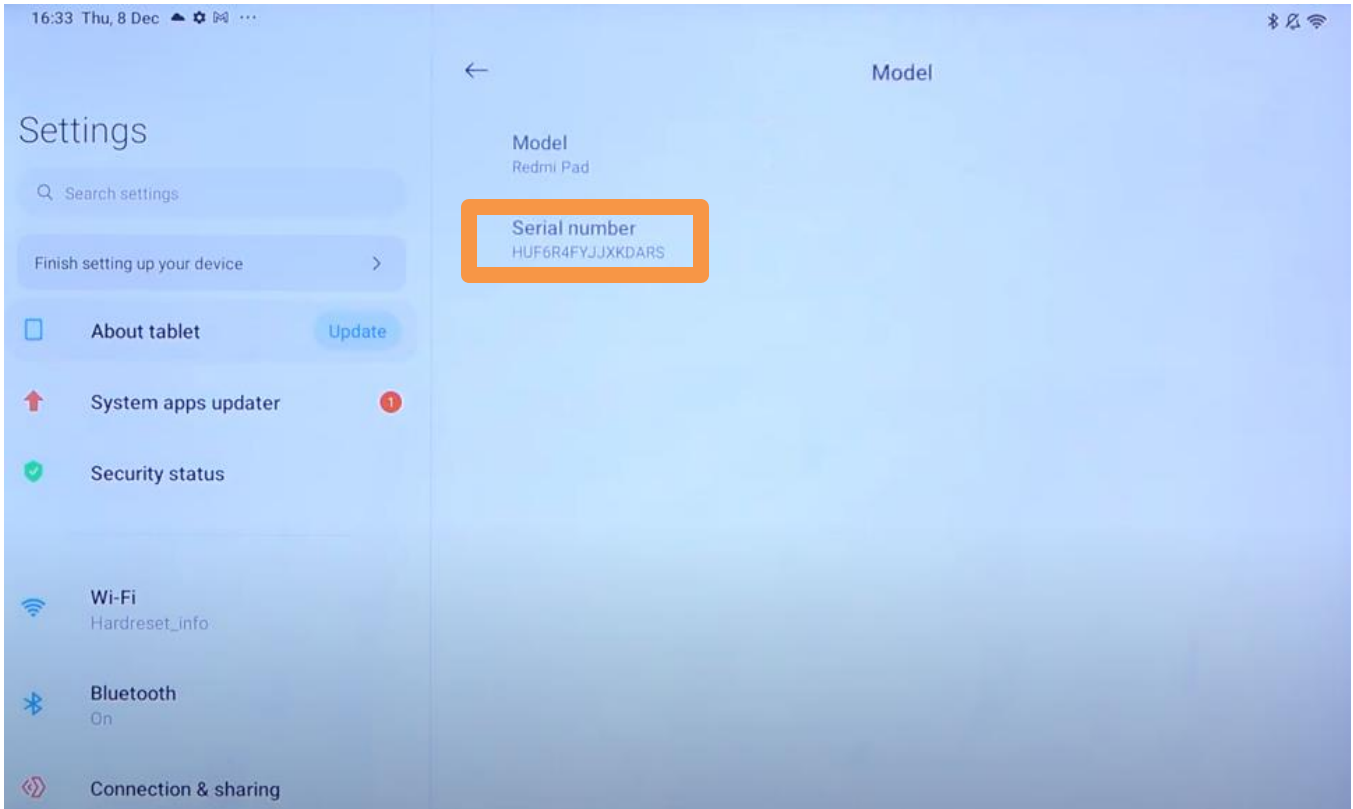 16:33 Thu, 8 Dec ...
Settings
Search settings
Finish setting up your device
About tablet
Update
System apps updater
1
Security status
Wi-Fi
Hardreset_info
Bluetooth
On
Connection & sharing
Model
Model
Redmi Pad
Serial number
HUF6R4FYJJXKDARS